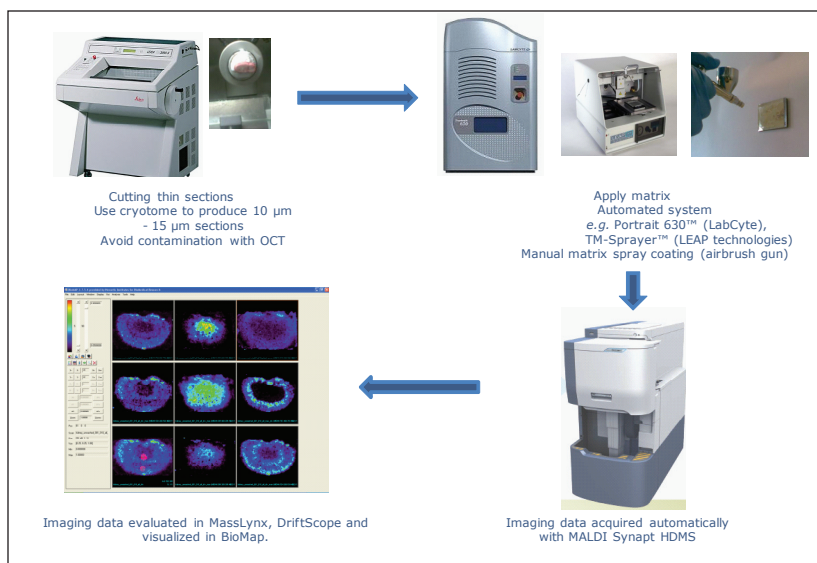 Cutting thin sections
Use cryotome to produce 10 µm
- 15 µm sections
Avoid contamination with OCT
Apply matrix
Automated system
e.g. Portrait 630™ (LabCyte),
TM-Sprayer™ (LEAP technologies)
Manual matrix spray coating (airbrush gun)
Imaging data acquired automatically
with MALDI Synapt HDMS
Imaging data evaluated in MassLynx, DriftScope and
visualized in BioMap.